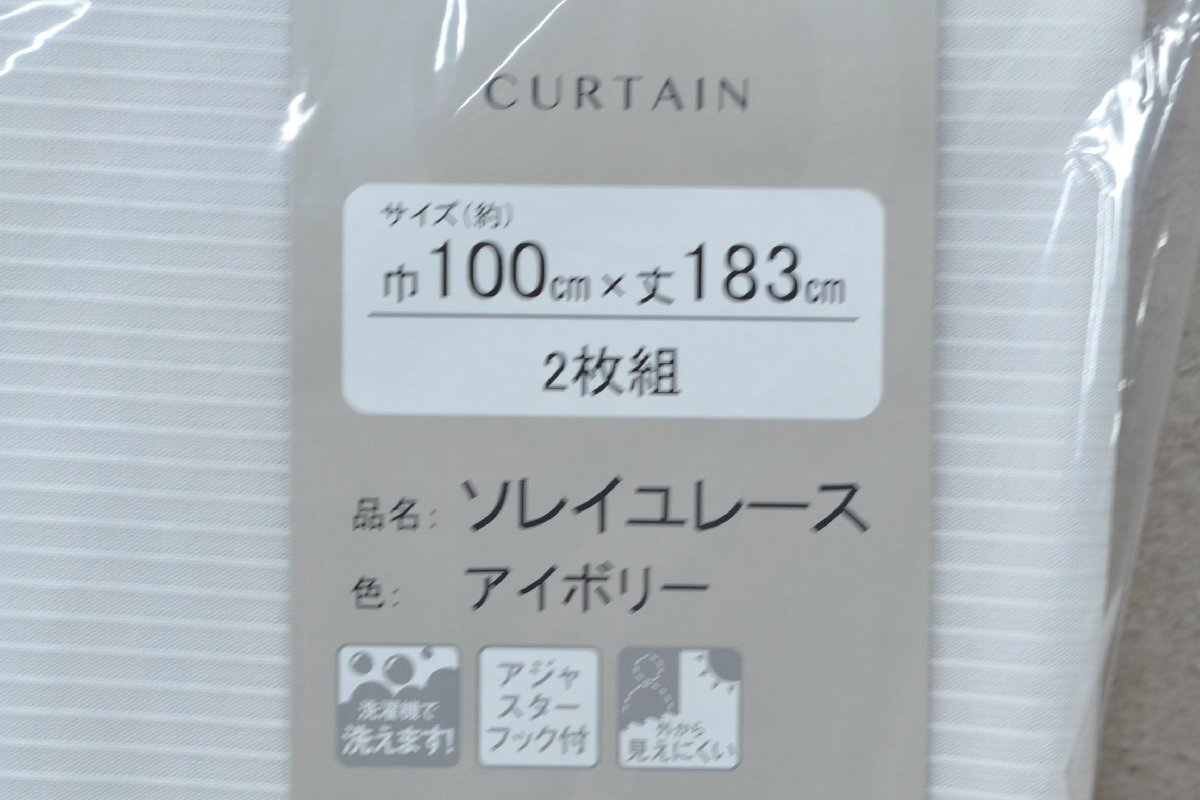 CURTAIN
サイズ(約)
巾100cm×丈183cm
2枚組
品名: ソレイユレース
色: アイボリー
洗濯機で
洗えます!
アジャ
スター
フック付
外から
見えにくい